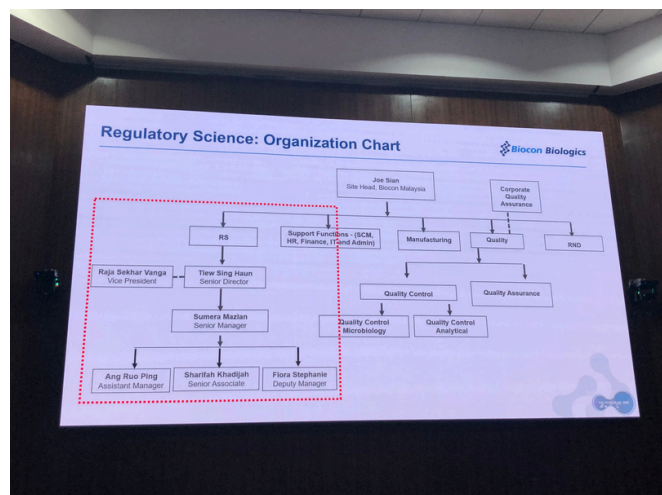 Regulatory Science: Organization Chart
Biocon Biologics
Joe Sian
Site Head, Biocon Malaysia
Corporate
Quality
Assurance
RS
Support Functions - (SCM,
HR, Finance, IT and Admin)
Manufacturing
Quality
RND
Raja Sekhar Vanga
Vice President
Tiew Sing Haun
Senior Director
Quality Control
Quality Assurance
Sumera Mazlan
Senior Manager
Quality Control
Microbiology
Quality Control
Analytical
Ang Ruo Ping
Assistant Manager
Sharifah Khadijah
Senior Associate
Flora Stephanie
Deputy Manager